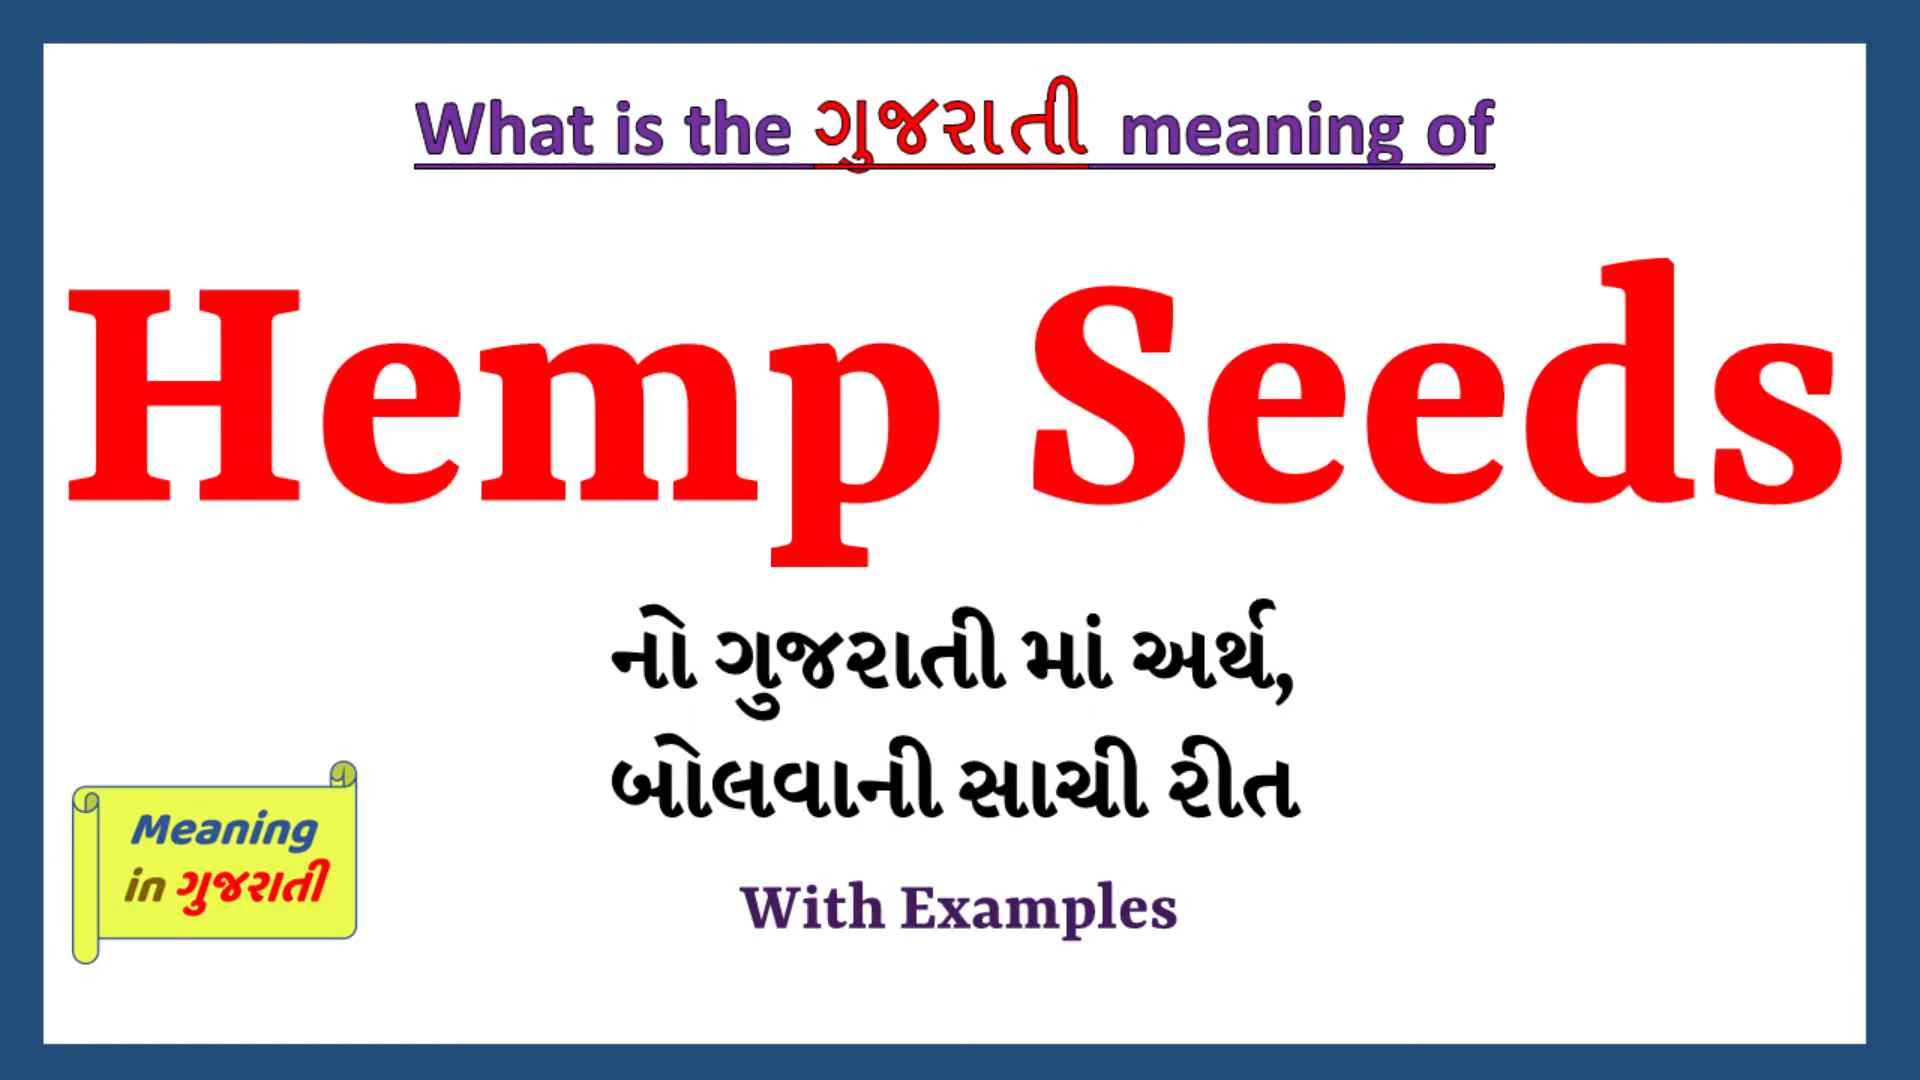 What is the ગુજરાતી meaning of
Hemp Seeds
નો ગુજરાતી માં અર્થ,
બોલવાની સાચી રીત
With Examples
Meaning
in ગુજરાતી